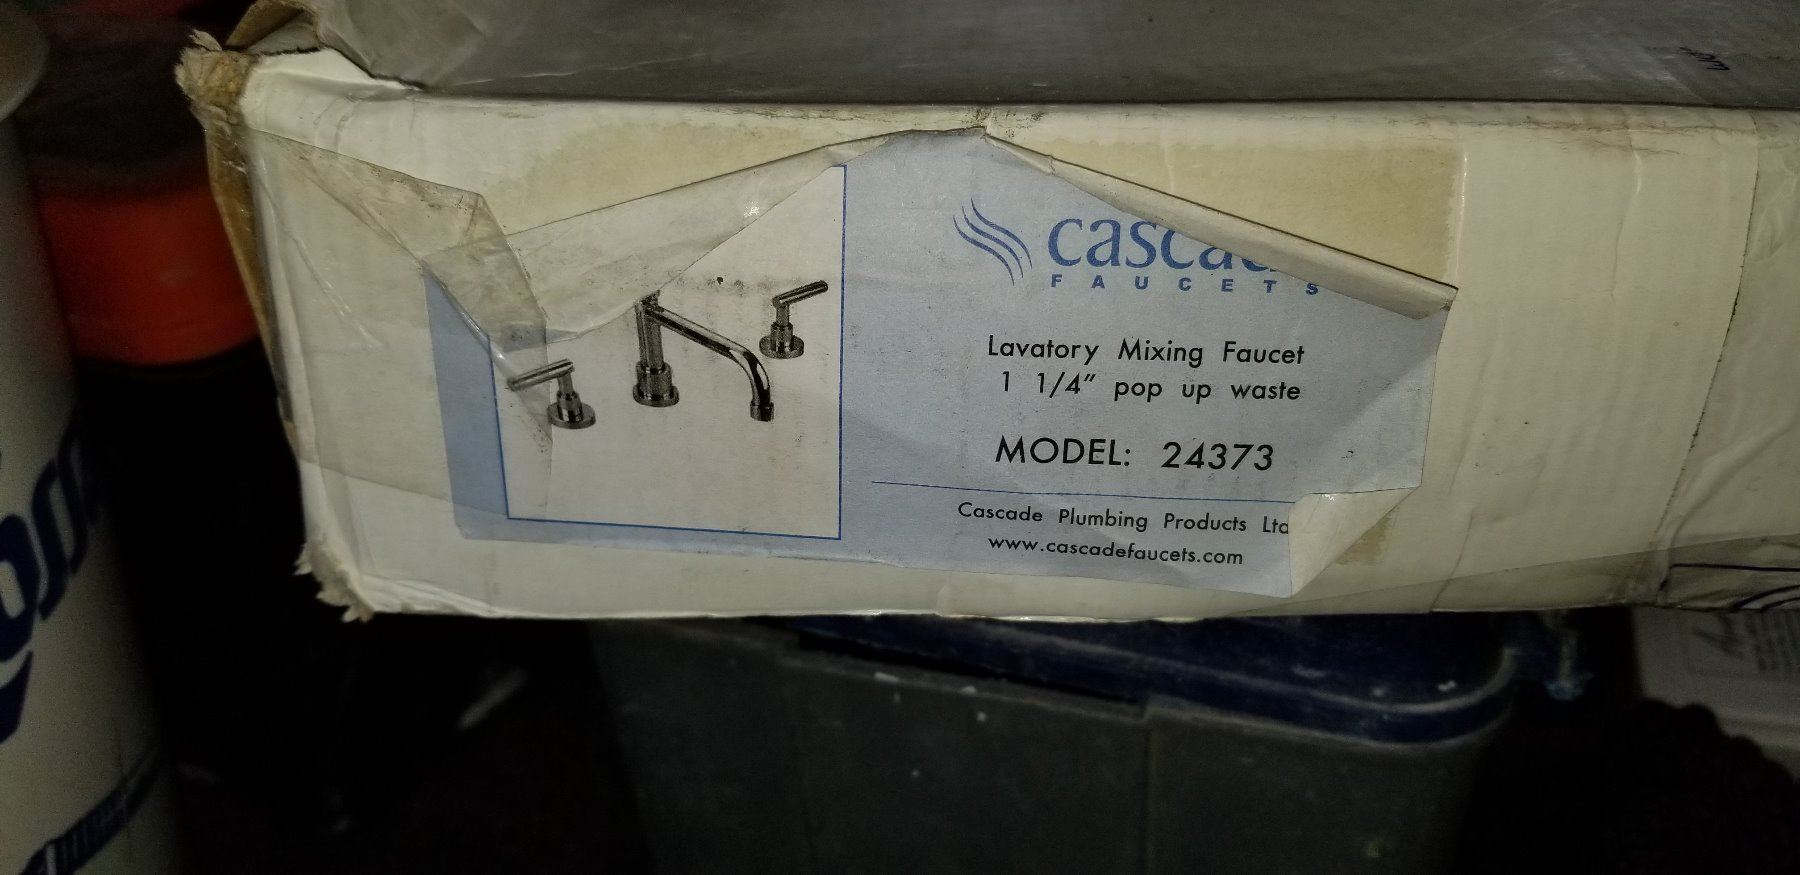 casca
FAUCETS
Lavatory Mixing Faucet
1 1/4" pop up waste
MODEL: 24373
Cascade Plumbing Products Ltd
www.cascadefaucets.com